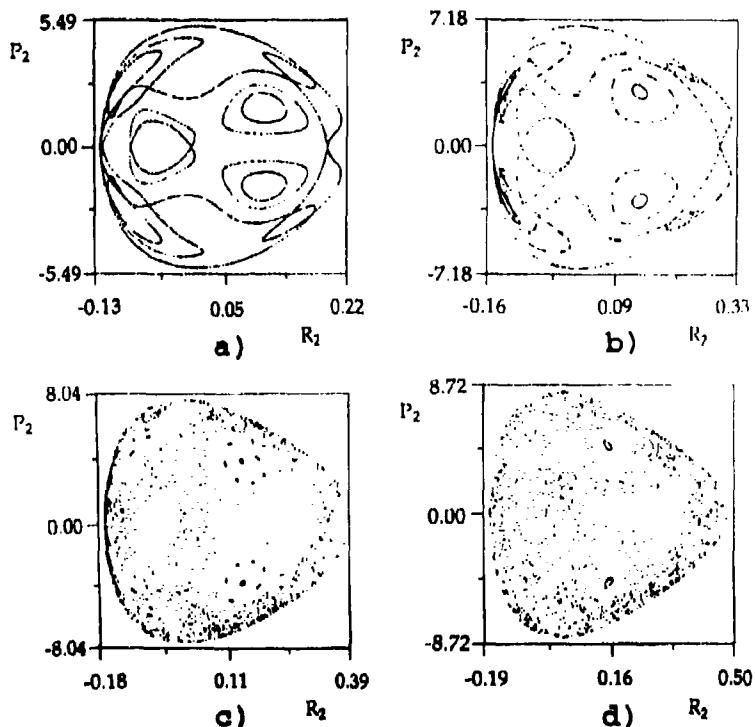 5.49
P₂
0.00
-5.49
-0.13 0.05 0.22
R₂
a)
7.18
P₂
0.00
-7.18
-0.16 0.09 0.33
R₂
b)
8.04
P₂
0.00
-8.04
-0.18 0.11 0.39
R₂
c)
8.72
P₂
0.00
-8.72
-0.19 0.16 0.50
R₂
d)